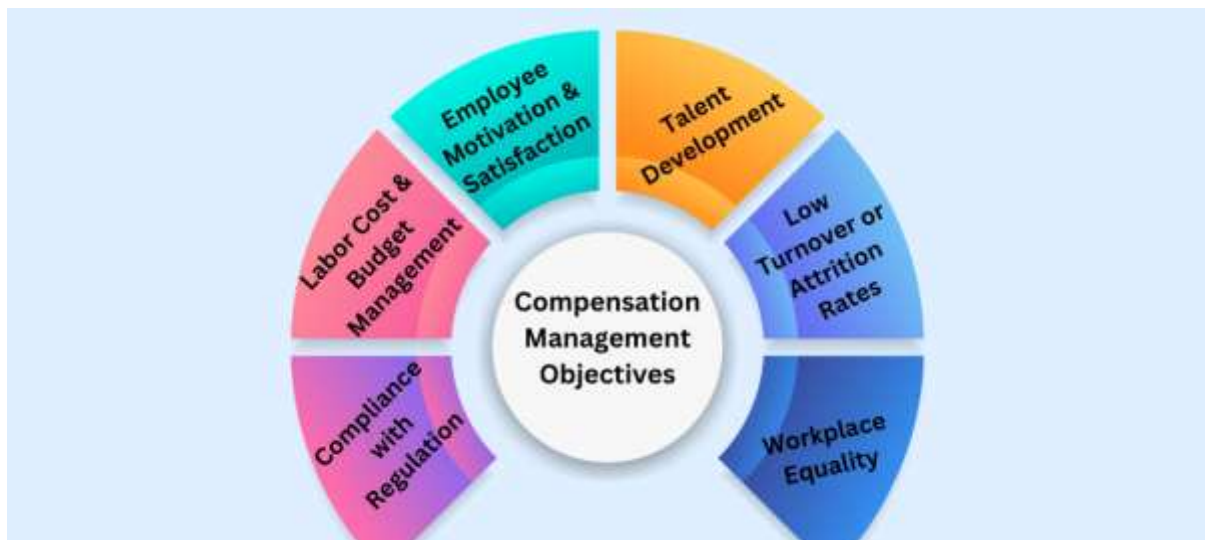 Employee
Motivation &
Satisfaction
Talent
Development
Labor Cost &
Budget
Management
Low
Turnover or
Attrition
Rates
Compensation
Management
Objectives
Compliance
with
Regulation
Workplace
Equality